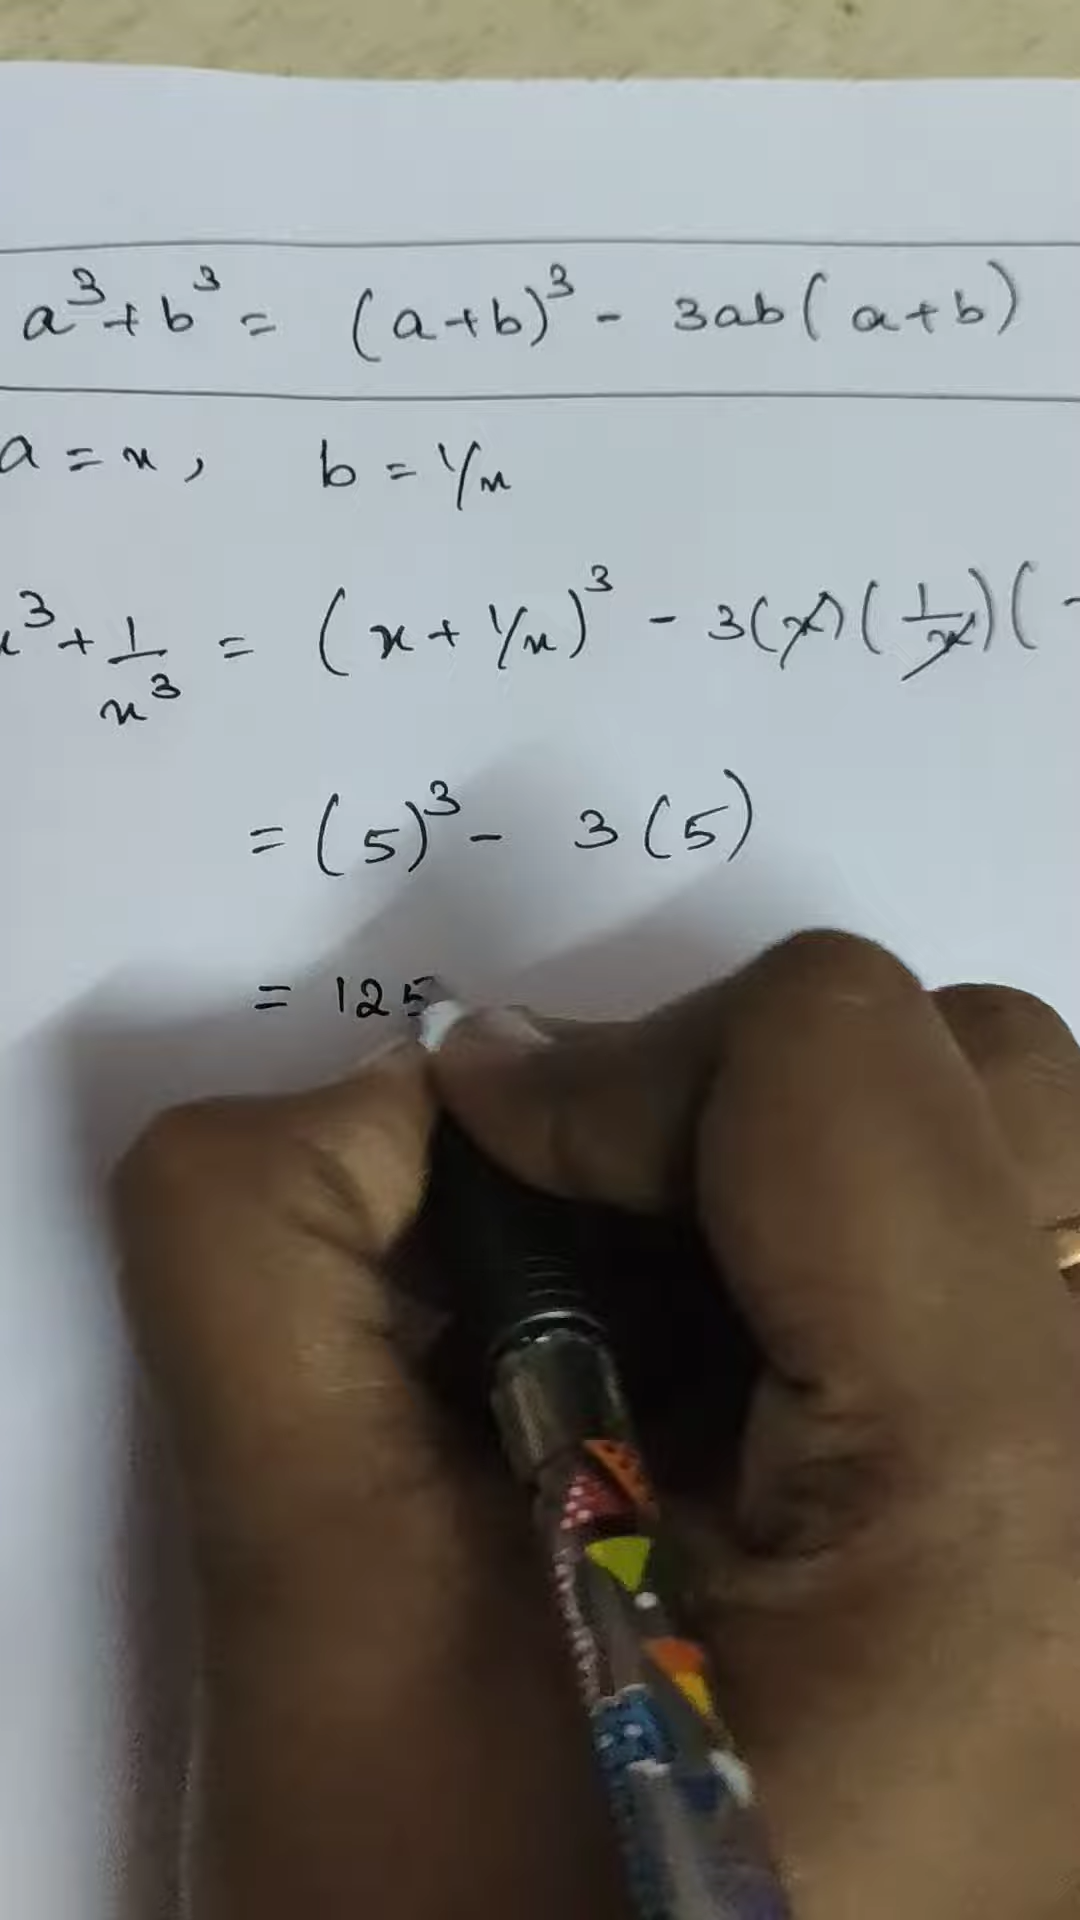 a³+b³ = (a+b)³ - 3ab(a+b)
a = x, b = 1/x
x³ + 1/x³ = (x + 1/x)³ - 3(x)(1/x)(
= (5)³ - 3(5)
= 125